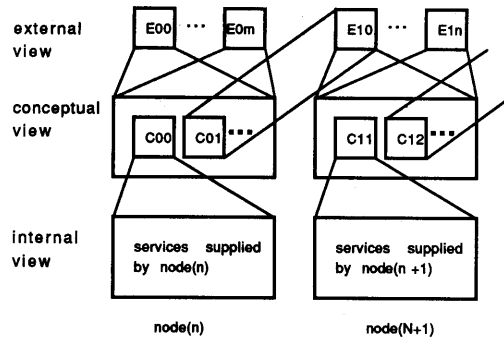 external view E00 ... E0m E10 ... E1n
conceptual view C00 C01 ... C11 C12 ...
internal view
services supplied by node(n)
services supplied by node(n +1)
node(n) node(N+1)